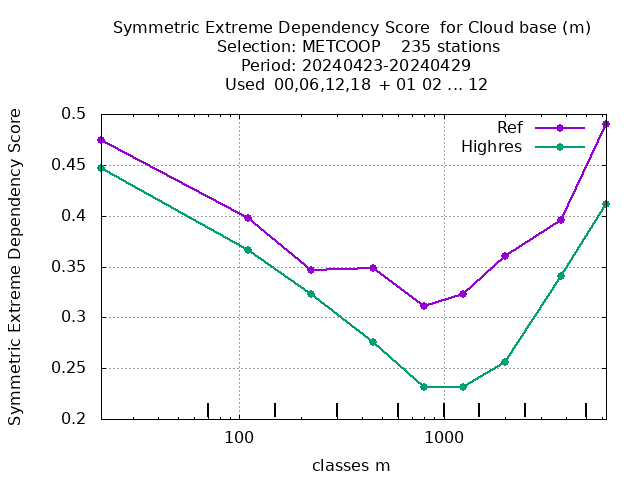 Symmetric Extreme Dependency Score  for Cloud base (m)
Selection: METCOOP    235 stations
Period: 20240423-20240429
Used  00,06,12,18 + 01 02 ... 12
Symmetric Extreme Dependency Score
0.5
0.45
0.4
0.35
0.3
0.25
0.2
Ref
Highres
100
1000
classes m